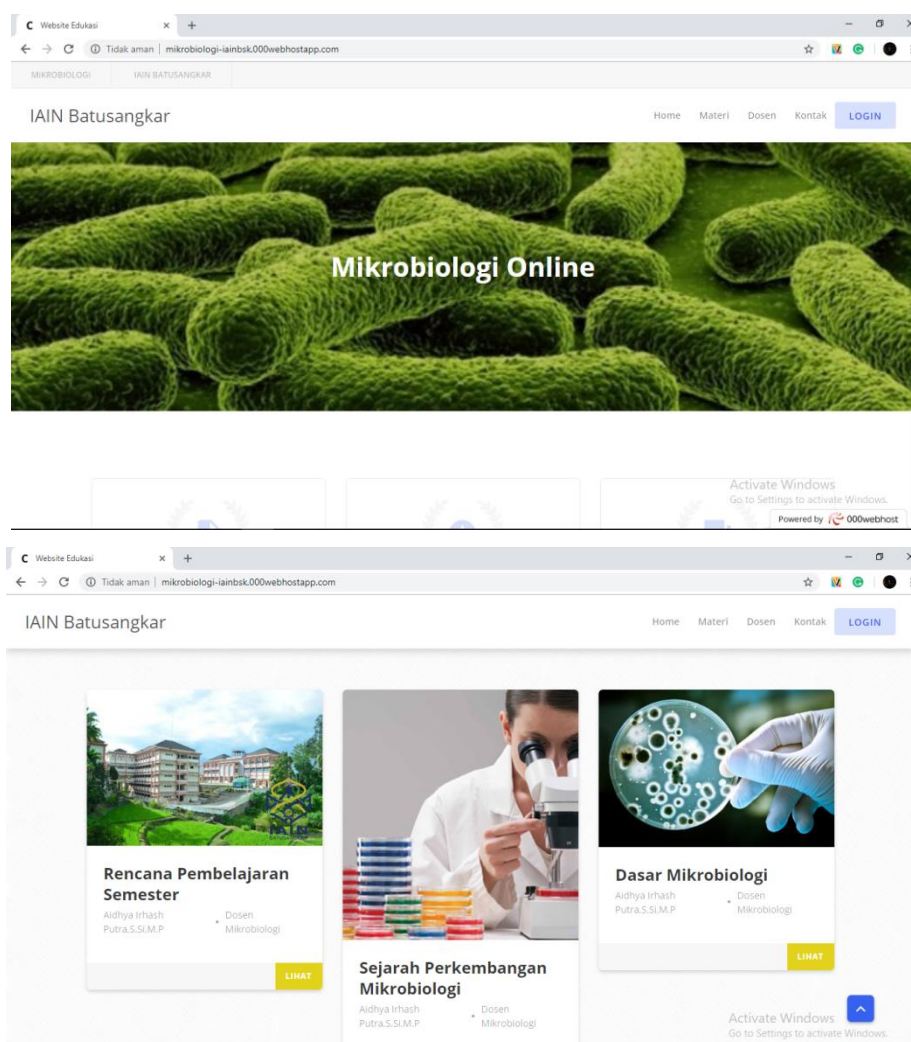 Website Edukasi
Tidak aman | mikrobiologi-iainbsk.000webhostapp.com
MIKROBIOLOGI IAIN BATUSANGKAR
IAIN Batusangkar Home Materi Dosen Kontak LOGIN
Mikrobiologi Online
Activate Windows
Go to Settings to activate Windows.
Powered by 000webhost
Website Edukasi
Tidak aman | mikrobiologi-iainbsk.000webhostapp.com
IAIN Batusangkar Home Materi Dosen Kontak LOGIN
IAIN
BATUSANGKAR
Rencana Pembelajaran
Semester
Aidhya Irhash
Putra,S.Si,M.P
Dosen
Mikrobiologi
LIHAT
Sejarah Perkembangan
Mikrobiologi
Aidhya Irhash
Putra,S.Si,M.P
Dosen
Mikrobiologi
Dasar Mikrobiologi
Aidhya Irhash
Putra,S.Si,M.P
Dosen
Mikrobiologi
LIHAT
Activate Windows
Go to Settings to activate Windows.